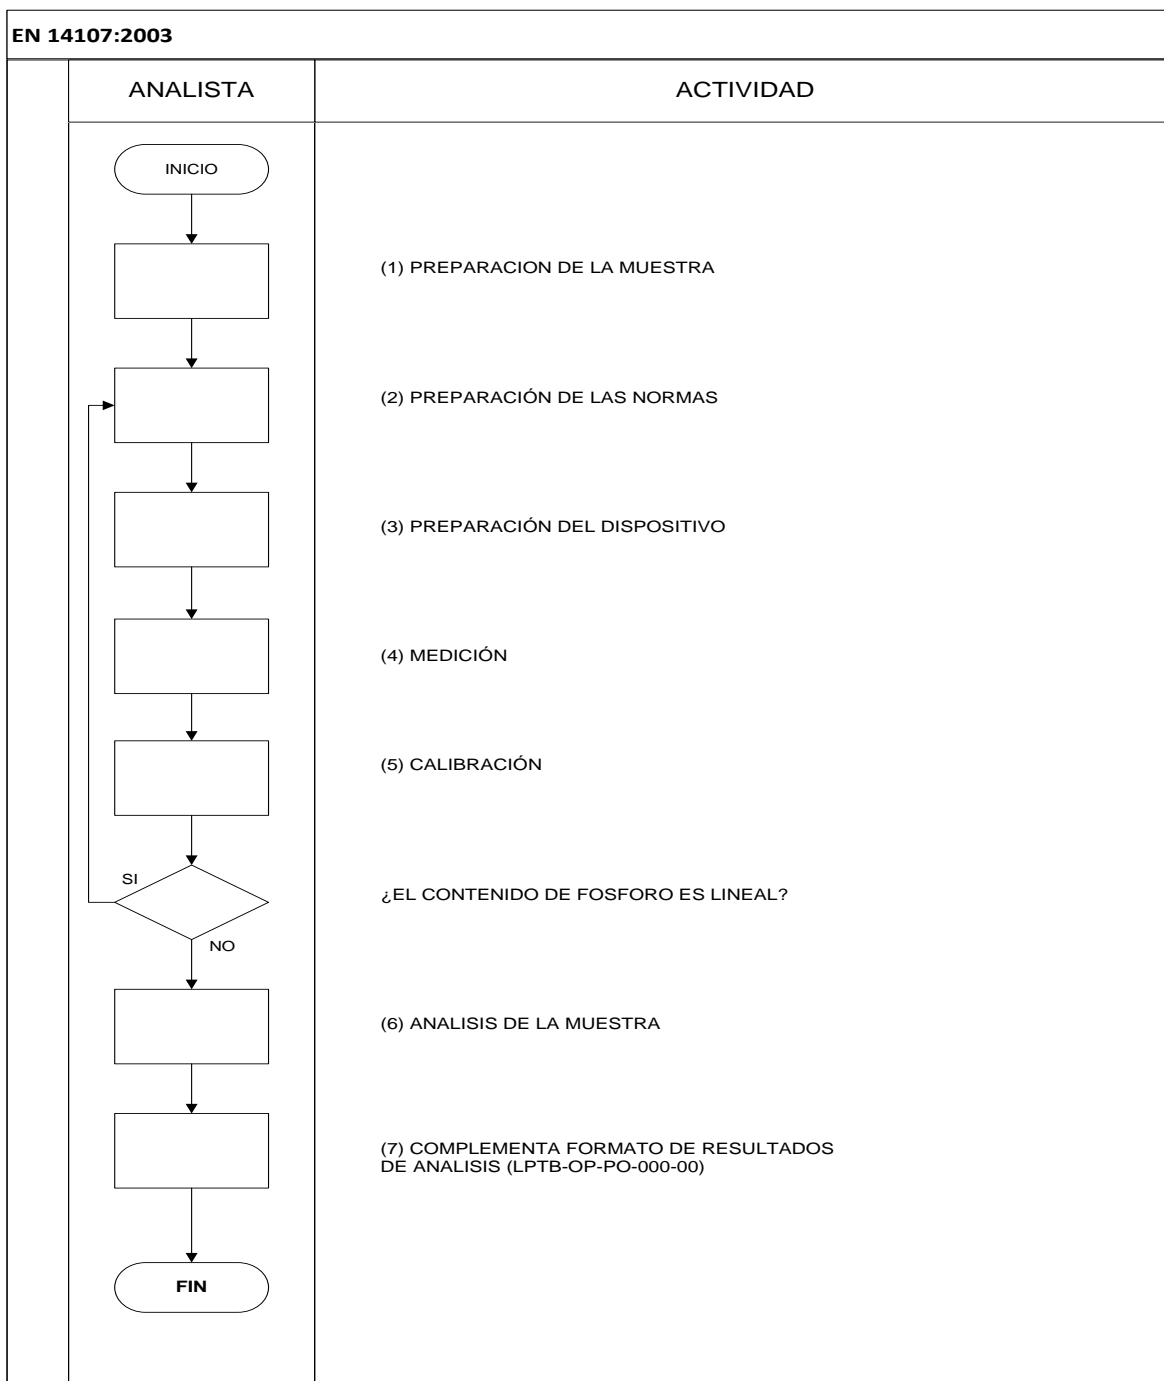 EN 14107:2003
ANALISTA
ACTIVIDAD
INICIO
(1) PREPARACION DE LA MUESTRA
(2) PREPARACIÓN DE LAS NORMAS
(3) PREPARACIÓN DEL DISPOSITIVO
(4) MEDICIÓN
(5) CALIBRACIÓN
SI
¿EL CONTENIDO DE FOSFORO ES LINEAL?
NO
(6) ANALISIS DE LA MUESTRA
(7) COMPLEMENTA FORMATO DE RESULTADOS
DE ANALISIS (LPTB-OP-PO-000-00)
FIN